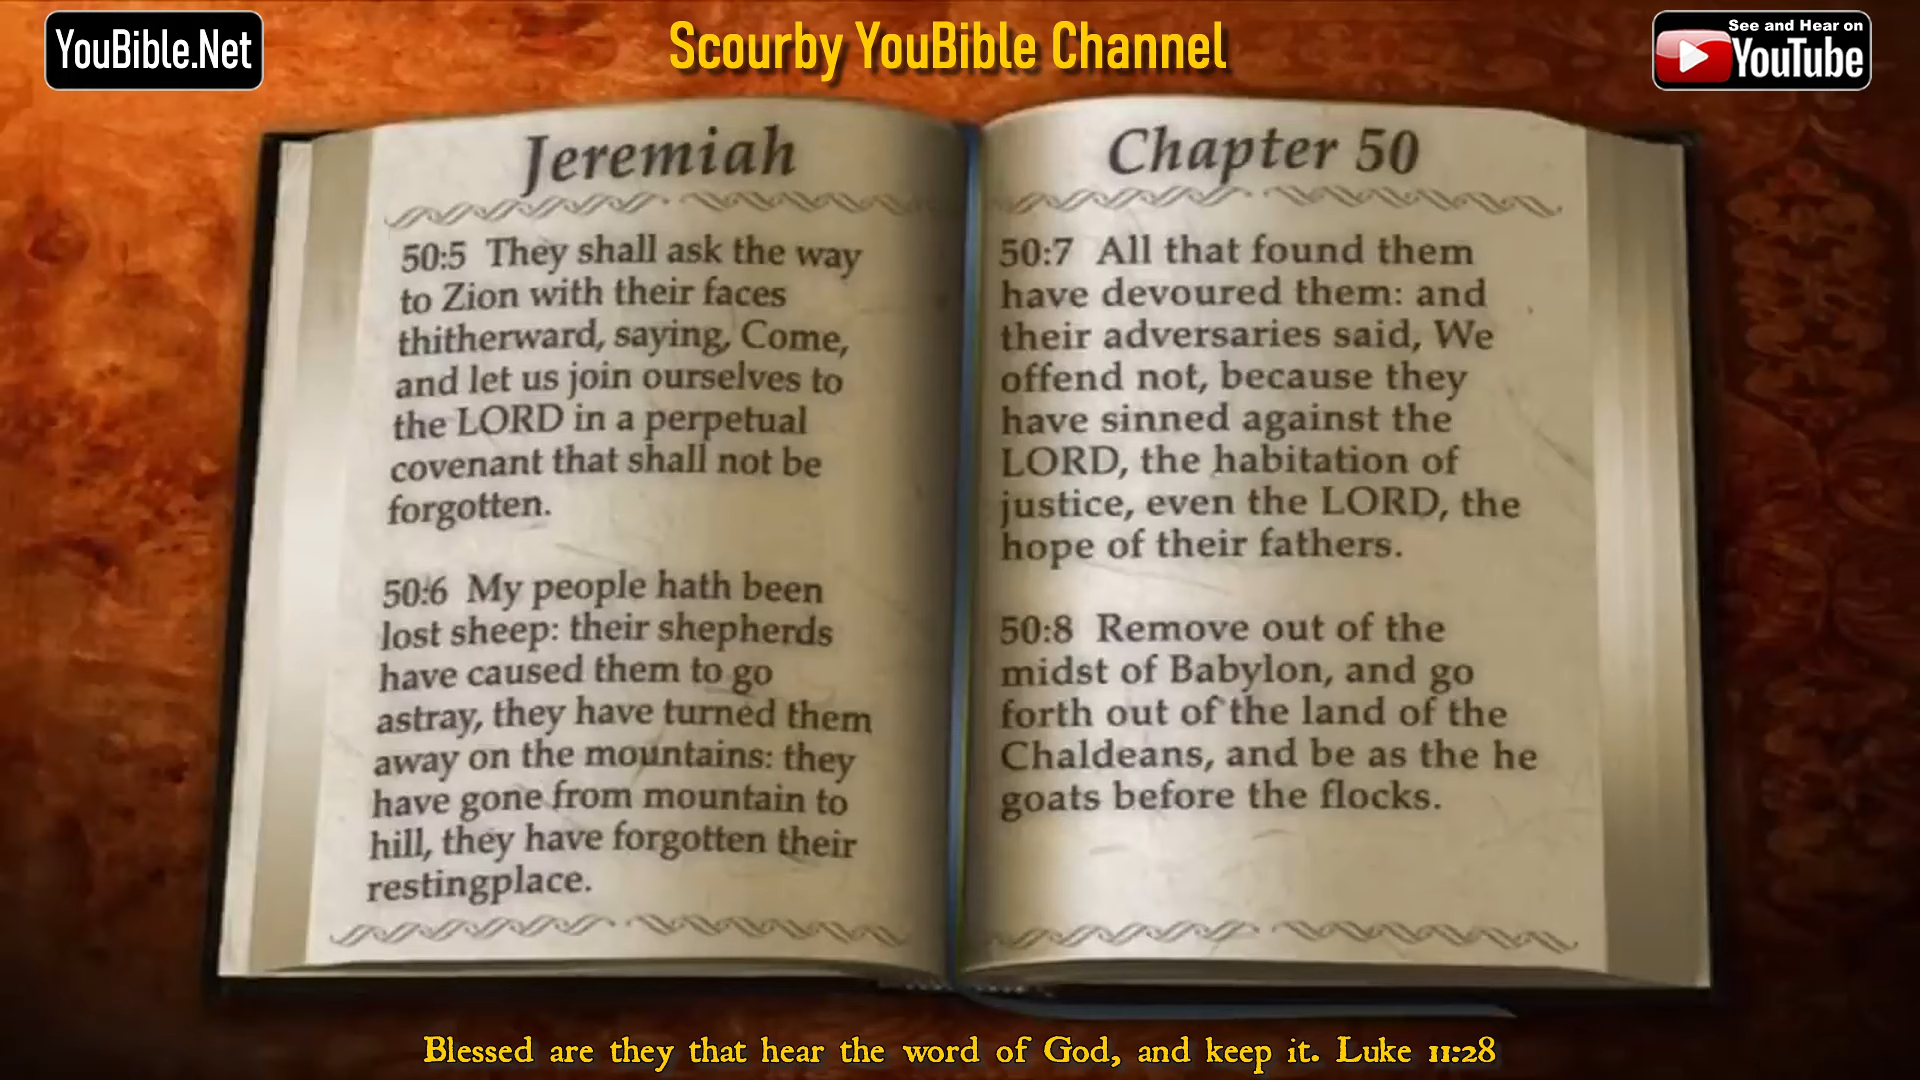 YouBible.Net
Scourby YouBible Channel
See and Hear on
YouTube
Jeremiah
50:5 They shall ask the way
to Zion with their faces
thitherward, saying, Come,
and let us join ourselves to
the LORD in a perpetual
covenant that shall not be
forgotten.
50:6 My people hath been
lost sheep: their shepherds
have caused them to go
astray, they have turned them
away on the mountains: they
have gone from mountain to
hill, they have forgotten their
restingplace.
Chapter 50
50:7 All that found them
have devoured them: and
their adversaries said, We
offend not, because they
have sinned against the
LORD, the habitation of
justice, even the LORD, the
hope of their fathers.
50:8 Remove out of the
midst of Babylon, and go
forth out of the land of the
Chaldeans, and be as the he
goats before the flocks.
Blessed are they that hear the word of God, and keep it. Luke 11:28